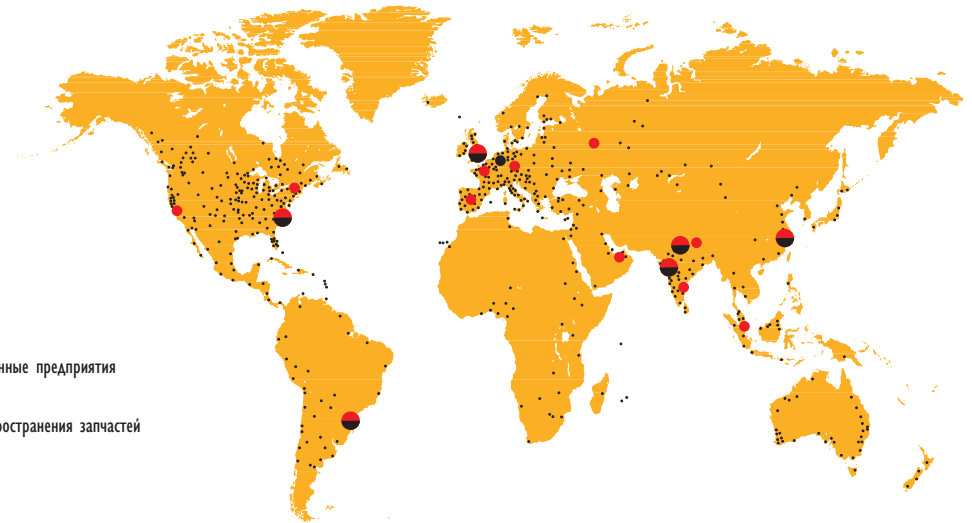 нные предприятия
остранения запчастей